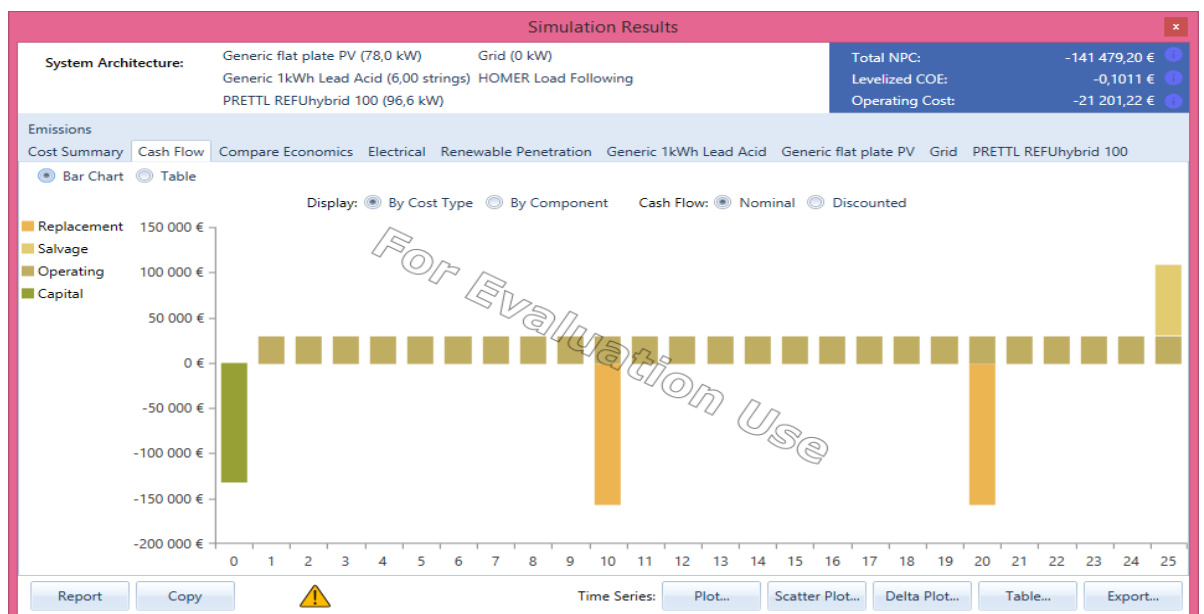 Simulation Results
x
System Architecture:
Generic flat plate PV (78,0 kW)
Grid (0 kW)
Generic 1kWh Lead Acid (6,00 strings)
HOMER Load Following
PRETTL REFUhybrid 100 (96,6 kW)
Total NPC: -141 479,20 €
Levelized COE: -0,1011 €
Operating Cost: -21 201,22 €
Emissions
Cost Summary Cash Flow Compare Economics Electrical Renewable Penetration Generic 1kWh Lead Acid Generic flat plate PV Grid PRETTL REFUhybrid 100
Bar Chart Table
Display: By Cost Type By Component Cash Flow: Nominal Discounted
Replacement
Salvage
Operating
Capital
150 000 €
100 000 €
50 000 €
0 €
-50 000 €
-100 000 €
-150 000 €
-200 000 €
For Evaluation Use
0 1 2 3 4 5 6 7 8 9 10 11 12 13 14 15 16 17 18 19 20 21 22 23 24 25
Report Copy Time Series: Plot... Scatter Plot... Delta Plot... Table... Export...